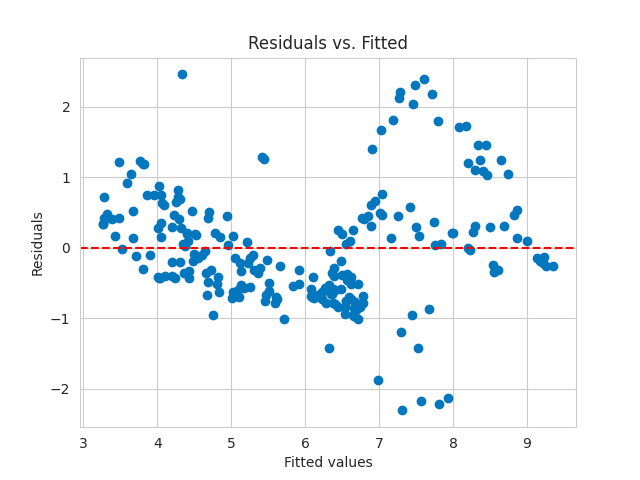 Residuals vs. Fitted
Residuals
2
1
0
−1
−2
3 4 5 6 7 8 9
Fitted values